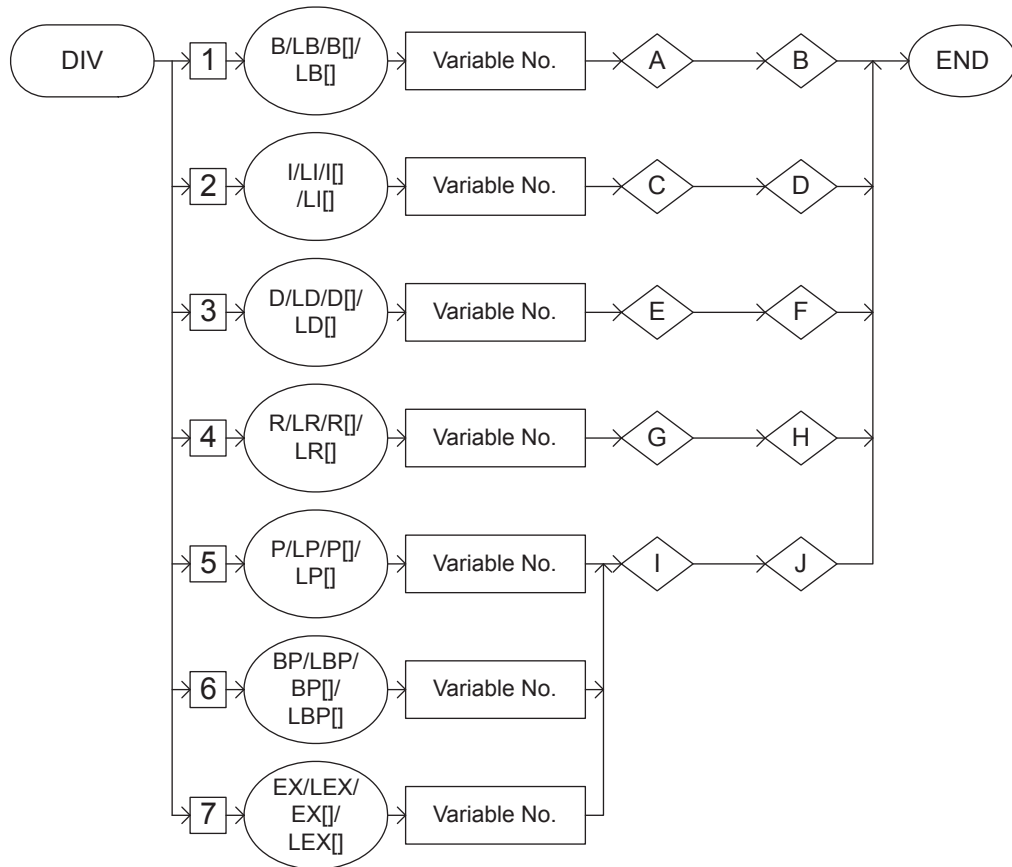 DIV
1
B/LB/B[]/
LB[]
Variable No.
A
B
END
2
I/LI/I[]
/LI[]
Variable No.
C
D
3
D/LD/D[]/
LD[]
Variable No.
E
F
4
R/LR/R[]/
LR[]
Variable No.
G
H
5
P/LP/P[]/
LP[]
Variable No.
I
J
6
BP/LBP/
BP[]/
LBP[]
Variable No.
7
EX/LEX/
EX[]/
LEX[]
Variable No.